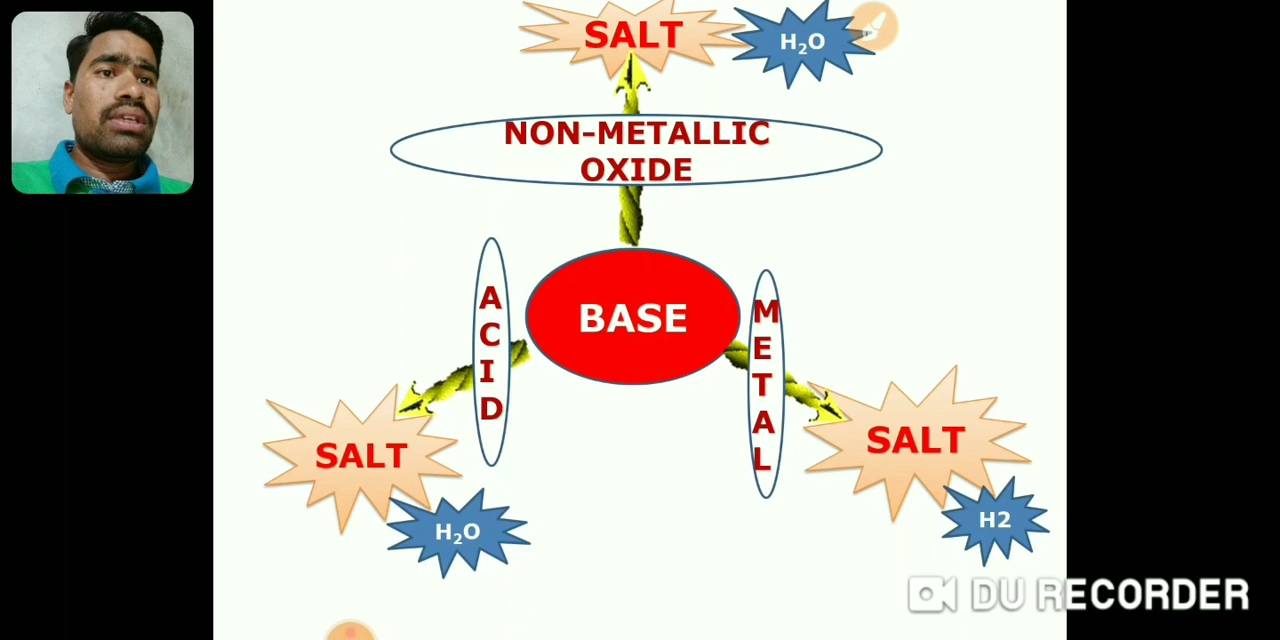 SALT
H₂O
NON-METALLIC
OXIDE
BASE
ACID
METAL
SALT
H₂O
SALT
H2
DU RECORDER